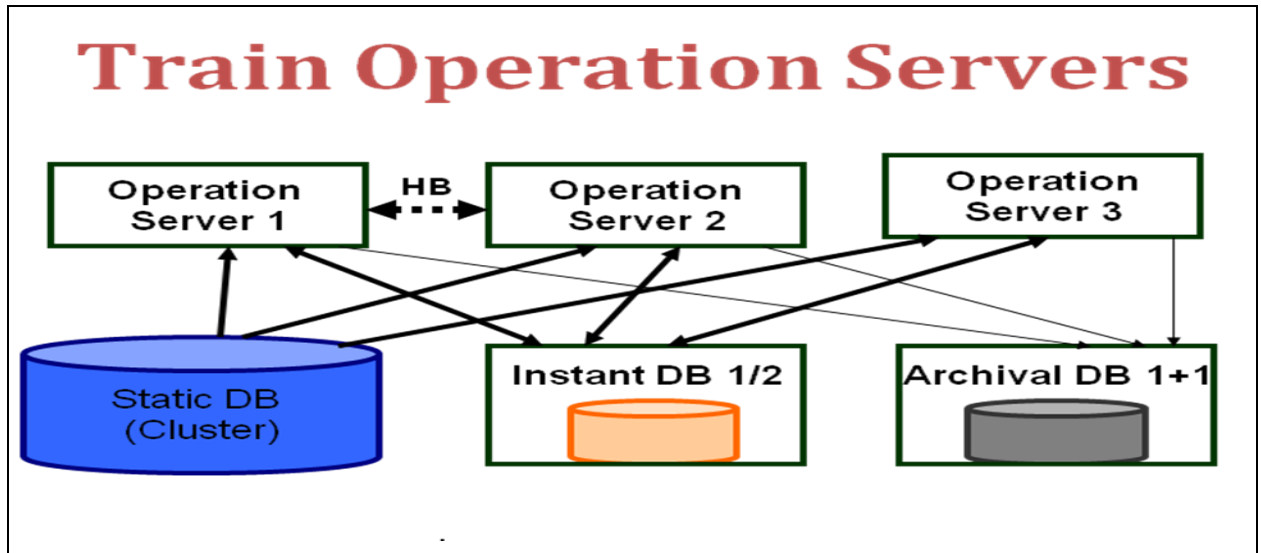 Train Operation Servers
Operation
Server 1
HB
Operation
Server 2
Operation
Server 3
Static DB
(Cluster)
Instant DB 1/2
Archival DB 1+1